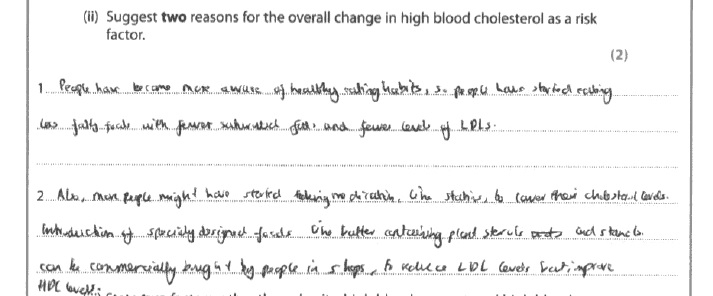 (ii) Suggest two reasons for the overall change in high blood cholesterol as a risk
factor.
(2)
1 People have become more aware of healthy eating habits, so people have started eating
less fatty foods with fewer saturated fats and fewer levels of LDLs.
2 Also, more people might have started taking medication, like statins, to lower their cholesterol levels.
Introduction of specially designed foods like butter containing plant sterols and stanols
can be commercially bought by people in shops, to reduce LDL levels but improve
HDL levels.